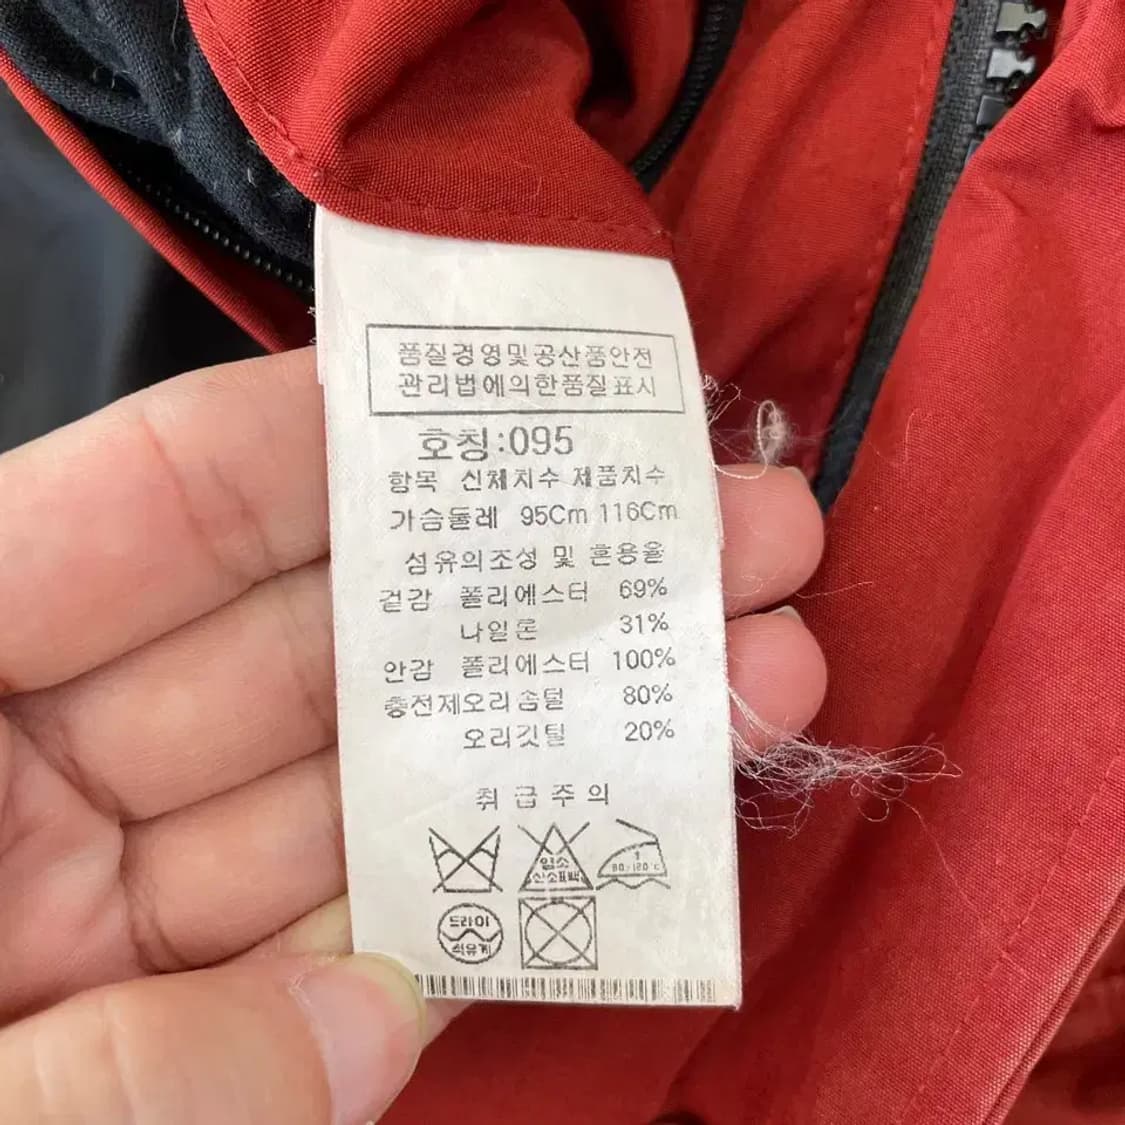 품질경영및공산품안전
관리법에의한품질표시
호칭:095
항목 신체치수 제품치수
가슴둘레 95Cm 116Cm
섬유의조성 및 혼용율
겉감 폴리에스터 69%
나일론 31%
안감 폴리에스터 100%
충전제오리솜털 80%
오리깃털 20%
취급주의
염소
산소표백
1
80-120°c
드라이
석유계